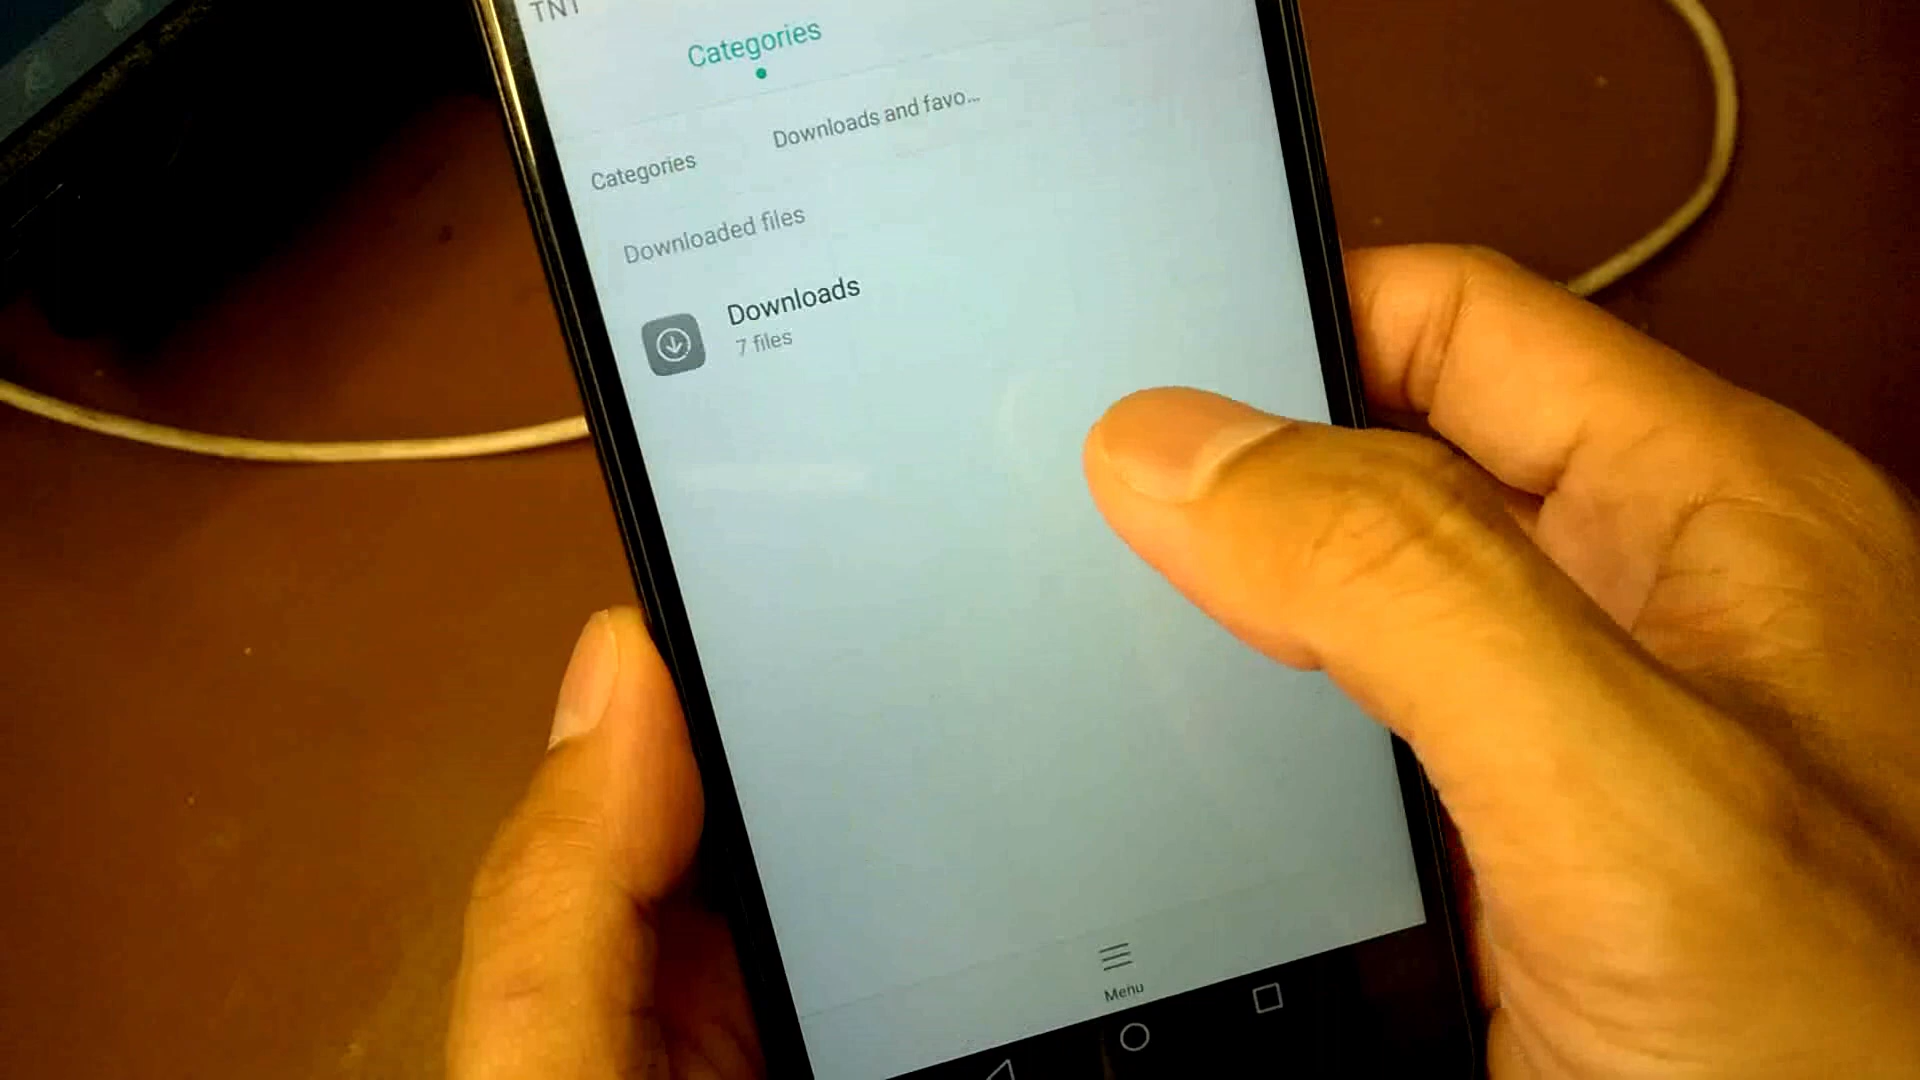 TNT
Categories
Categories
Downloads and favo...
Downloaded files
Downloads
7 files
Menu